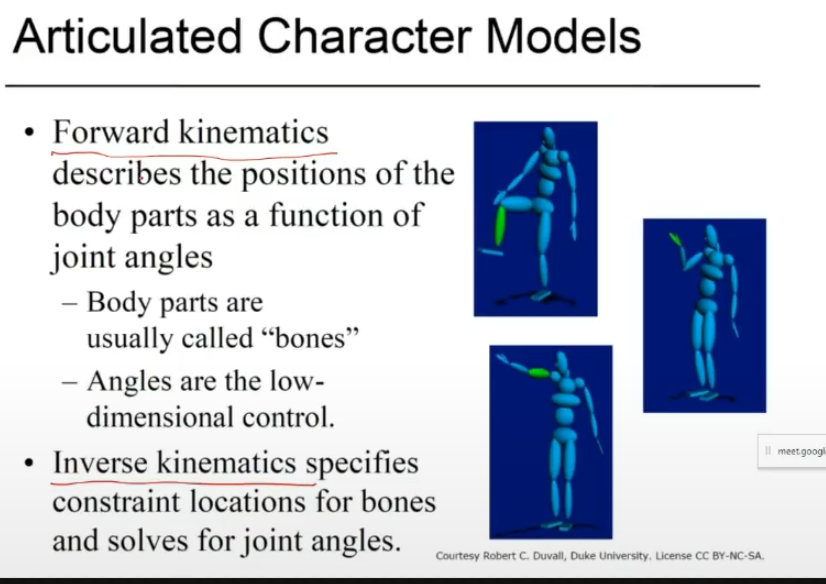 Articulated Character Models
• Forward kinematics
describes the positions of the
body parts as a function of
joint angles
– Body parts are
usually called “bones”
– Angles are the low-
dimensional control.
• Inverse kinematics specifies
constraint locations for bones
and solves for joint angles.
meet.googl
Courtesy Robert C. Duvall, Duke University. License CC BY-NC-SA.